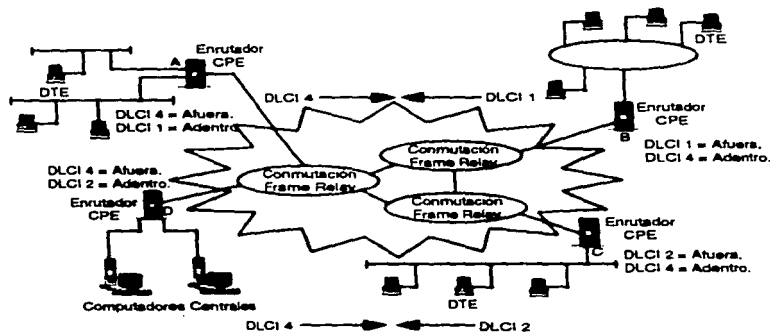 Enrutador
CPE
A
DTE
DLCI 4 = Afuera.
DLCI 1 = Adentro.
DTE
Enrutador
CPE
B
DLCI 1 = Afuera.
DLCI 4 = Adentro.
DLCI 4
DLCI 1
Conmutación
Frame Relay
Conmutación
Frame Relay
Conmutación
Frame Relay
DLCI 4 = Afuera.
DLCI 2 = Adentro.
Enrutador
CPE
D
Computadores Centrales
Enrutador
CPE
C
DLCI 2 = Afuera.
DLCI 4 = Adentro.
DTE
DLCI 4
DLCI 2